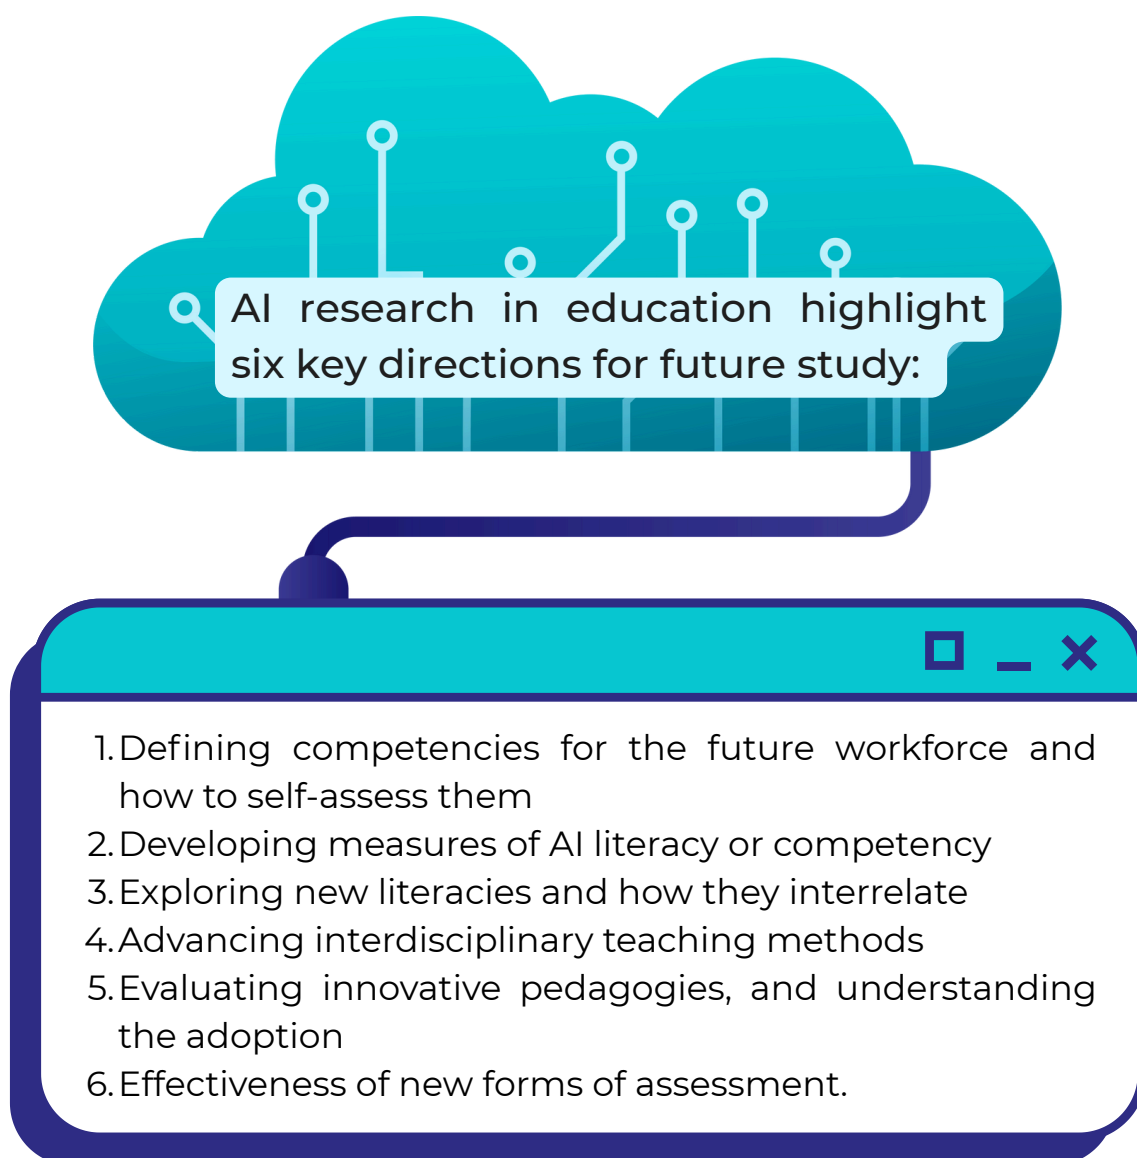 AI research in education highlight
six key directions for future study:
1. Defining competencies for the future workforce and
how to self-assess them
2. Developing measures of AI literacy or competency
3. Exploring new literacies and how they interrelate
4. Advancing interdisciplinary teaching methods
5. Evaluating innovative pedagogies, and understanding
the adoption
6. Effectiveness of new forms of assessment.